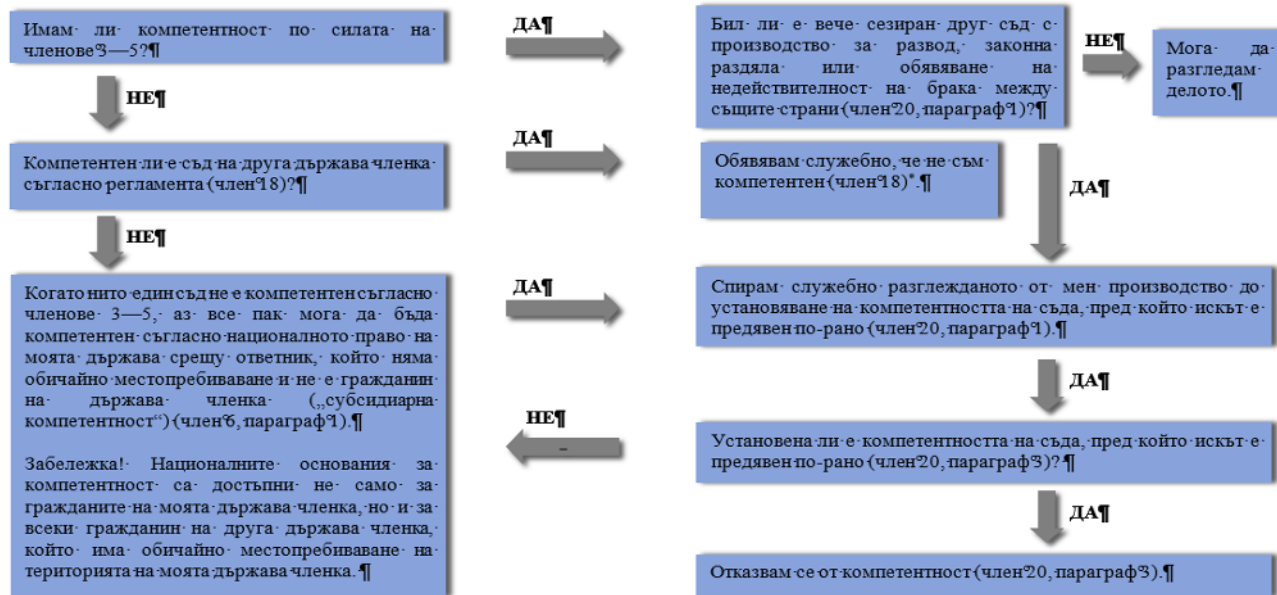 Имам ли компетентност по силата на
членове°3—5?¶
ДА¶
Бил ли е вече сезиран друг съд с
производство за развод, законна
раздяла или обявяване на
недействителност на брака между
същите страни (член°20, параграф°1)?¶
НЕ¶
Мога да
разгледам
делото.¶
НЕ¶
Компетентен ли е съд на друга държава членка
съгласно регламента (член°18)?¶
ДА¶
Обявявам служебно, че не съм
компетентен (член°18)*.¶
ДА¶
НЕ¶
Когато нито един съд не е компетентен съгласно
членове 3—5, аз все пак мога да бъда
компетентен съгласно националното право на
моята държава срещу ответник, който няма
обичайно местопребиваване и не е гражданин
на държава членка („субсидиарна
компетентност“) (член°6, параграф°1).¶
Забележка! Националните основания за
компетентност са достъпни не само за
гражданите на моята държава членка, но и за
всеки гражданин на друга държава членка,
който има обичайно местопребиваване на
територията на моята държава членка. ¶
ДА¶
Спирам служебно разглежданото от мен производство до
установяване на компетентността на съда, пред който искът е
предявен по-рано (член°20, параграф°1).¶
ДА¶
НЕ¶
–
Установена ли е компетентността на съда, пред който искът е
предявен по-рано (член°20, параграф°3)?¶
ДА¶
Отказвам се от компетентност (член°20, параграф°3).¶